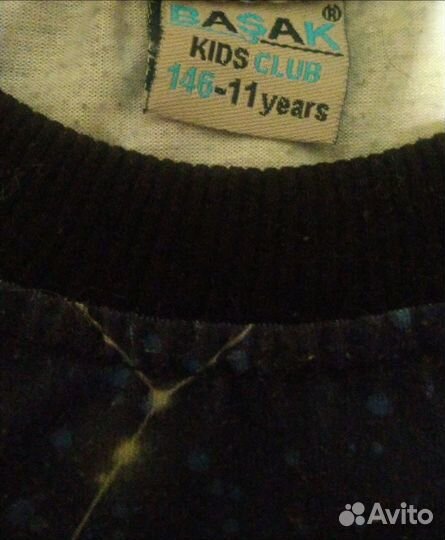 BAŞAK®
KIDS CLUB
146-11 years
Avito